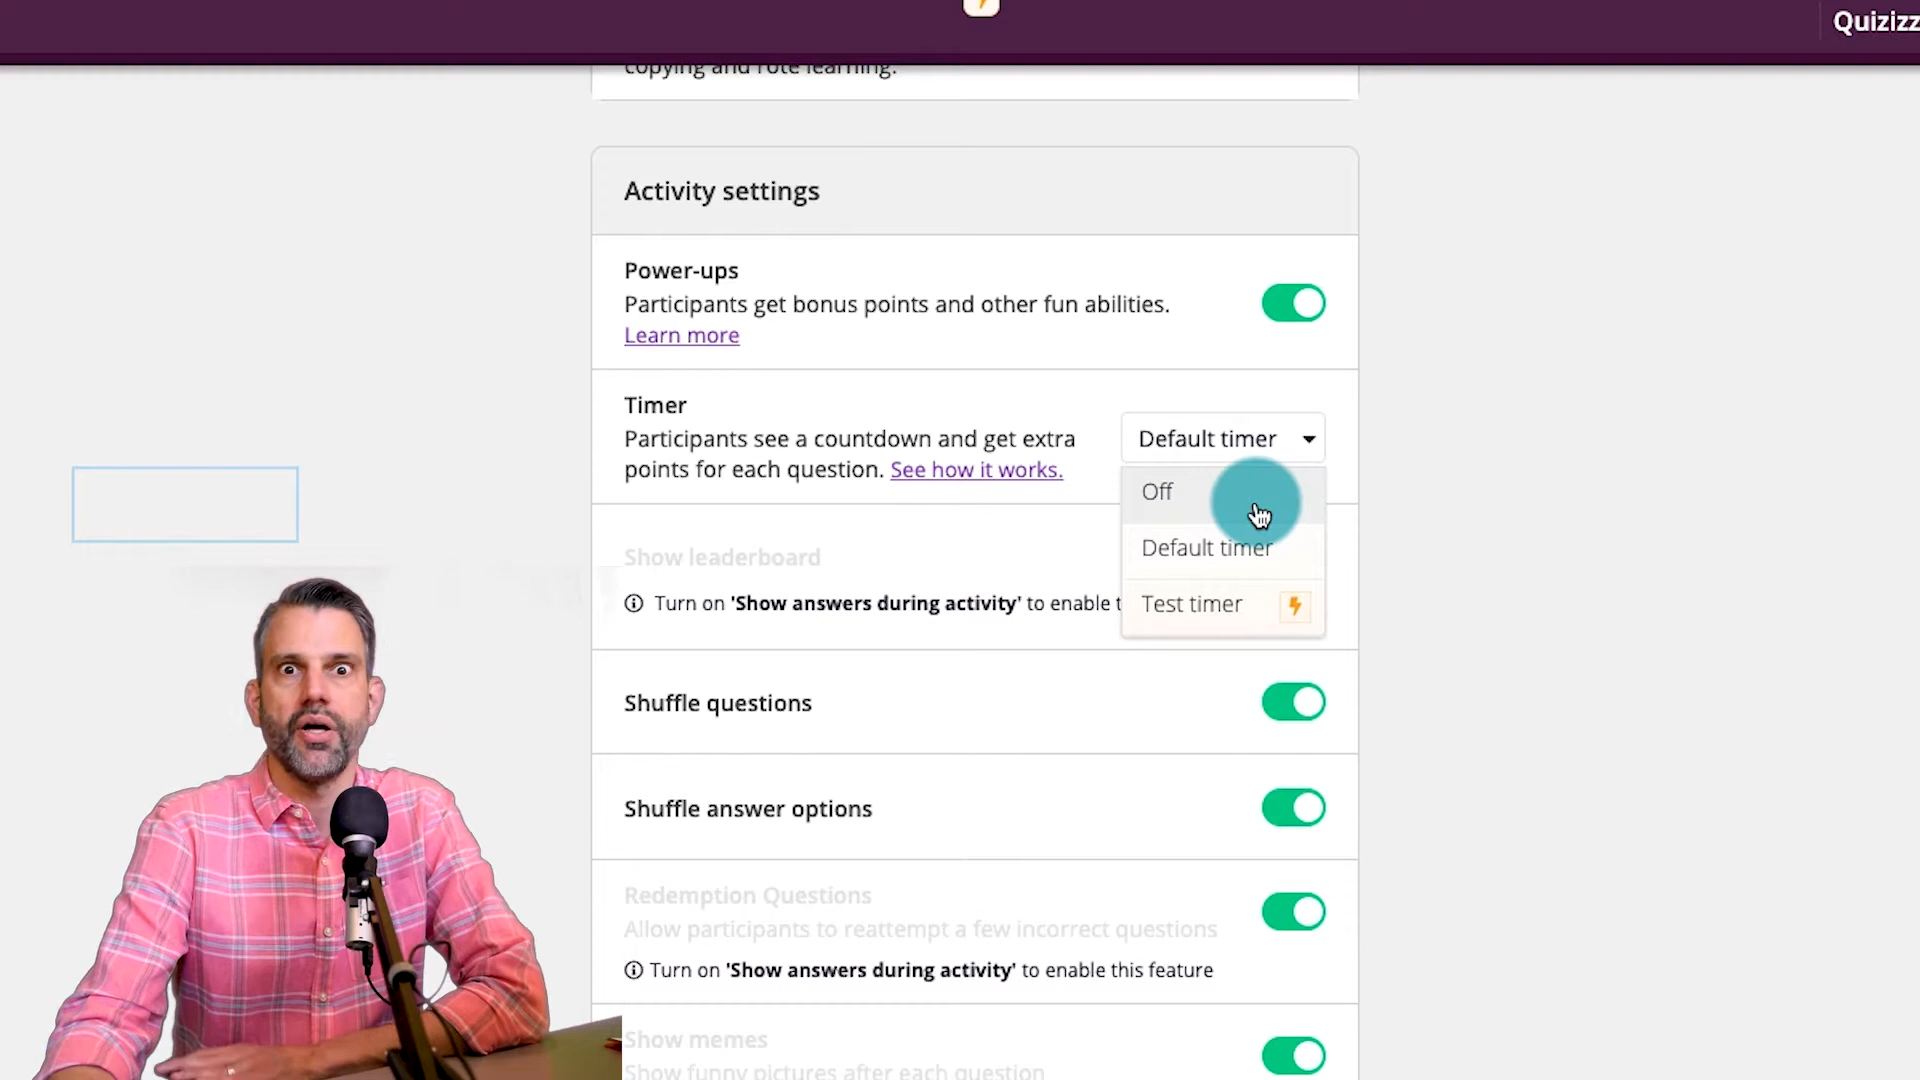 Quizizz
copying and rote learning.
Activity settings
Power-ups
Participants get bonus points and other fun abilities.
Learn more
Timer
Participants see a countdown and get extra
points for each question. See how it works.
Default timer
Off
Default timer
Test timer
Show leaderboard
Turn on 'Show answers during activity' to enable t
Shuffle questions
Shuffle answer options
Redemption Questions
Allow participants to reattempt a few incorrect questions
Turn on 'Show answers during activity' to enable this feature
Show memes
Show funny pictures after each question